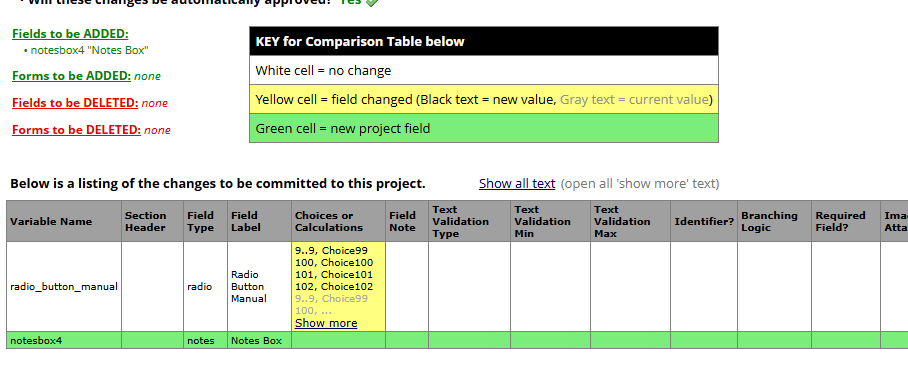 • Will these changes be automatically approved? Yes
Fields to be ADDED:
• notesbox4 "Notes Box"
Forms to be ADDED: none
Fields to be DELETED: none
Forms to be DELETED: none
KEY for Comparison Table below
White cell = no change
Yellow cell = field changed (Black text = new value, Gray text = current value)
Green cell = new project field
Below is a listing of the changes to be committed to this project. Show all text (open all 'show more' text)
Variable Name Section Header Field Type Field Label Choices or Calculations Field Note Text Validation Type Text Validation Min Text Validation Max Identifier? Branching Logic Required Field? Ima Atta
radio_button_manual radio Radio Button Manual
9..9, Choice99
100, Choice100
101, Choice101
102, Choice102
9..9, Choice99
100, ...
Show more
notesbox4 notes Notes Box